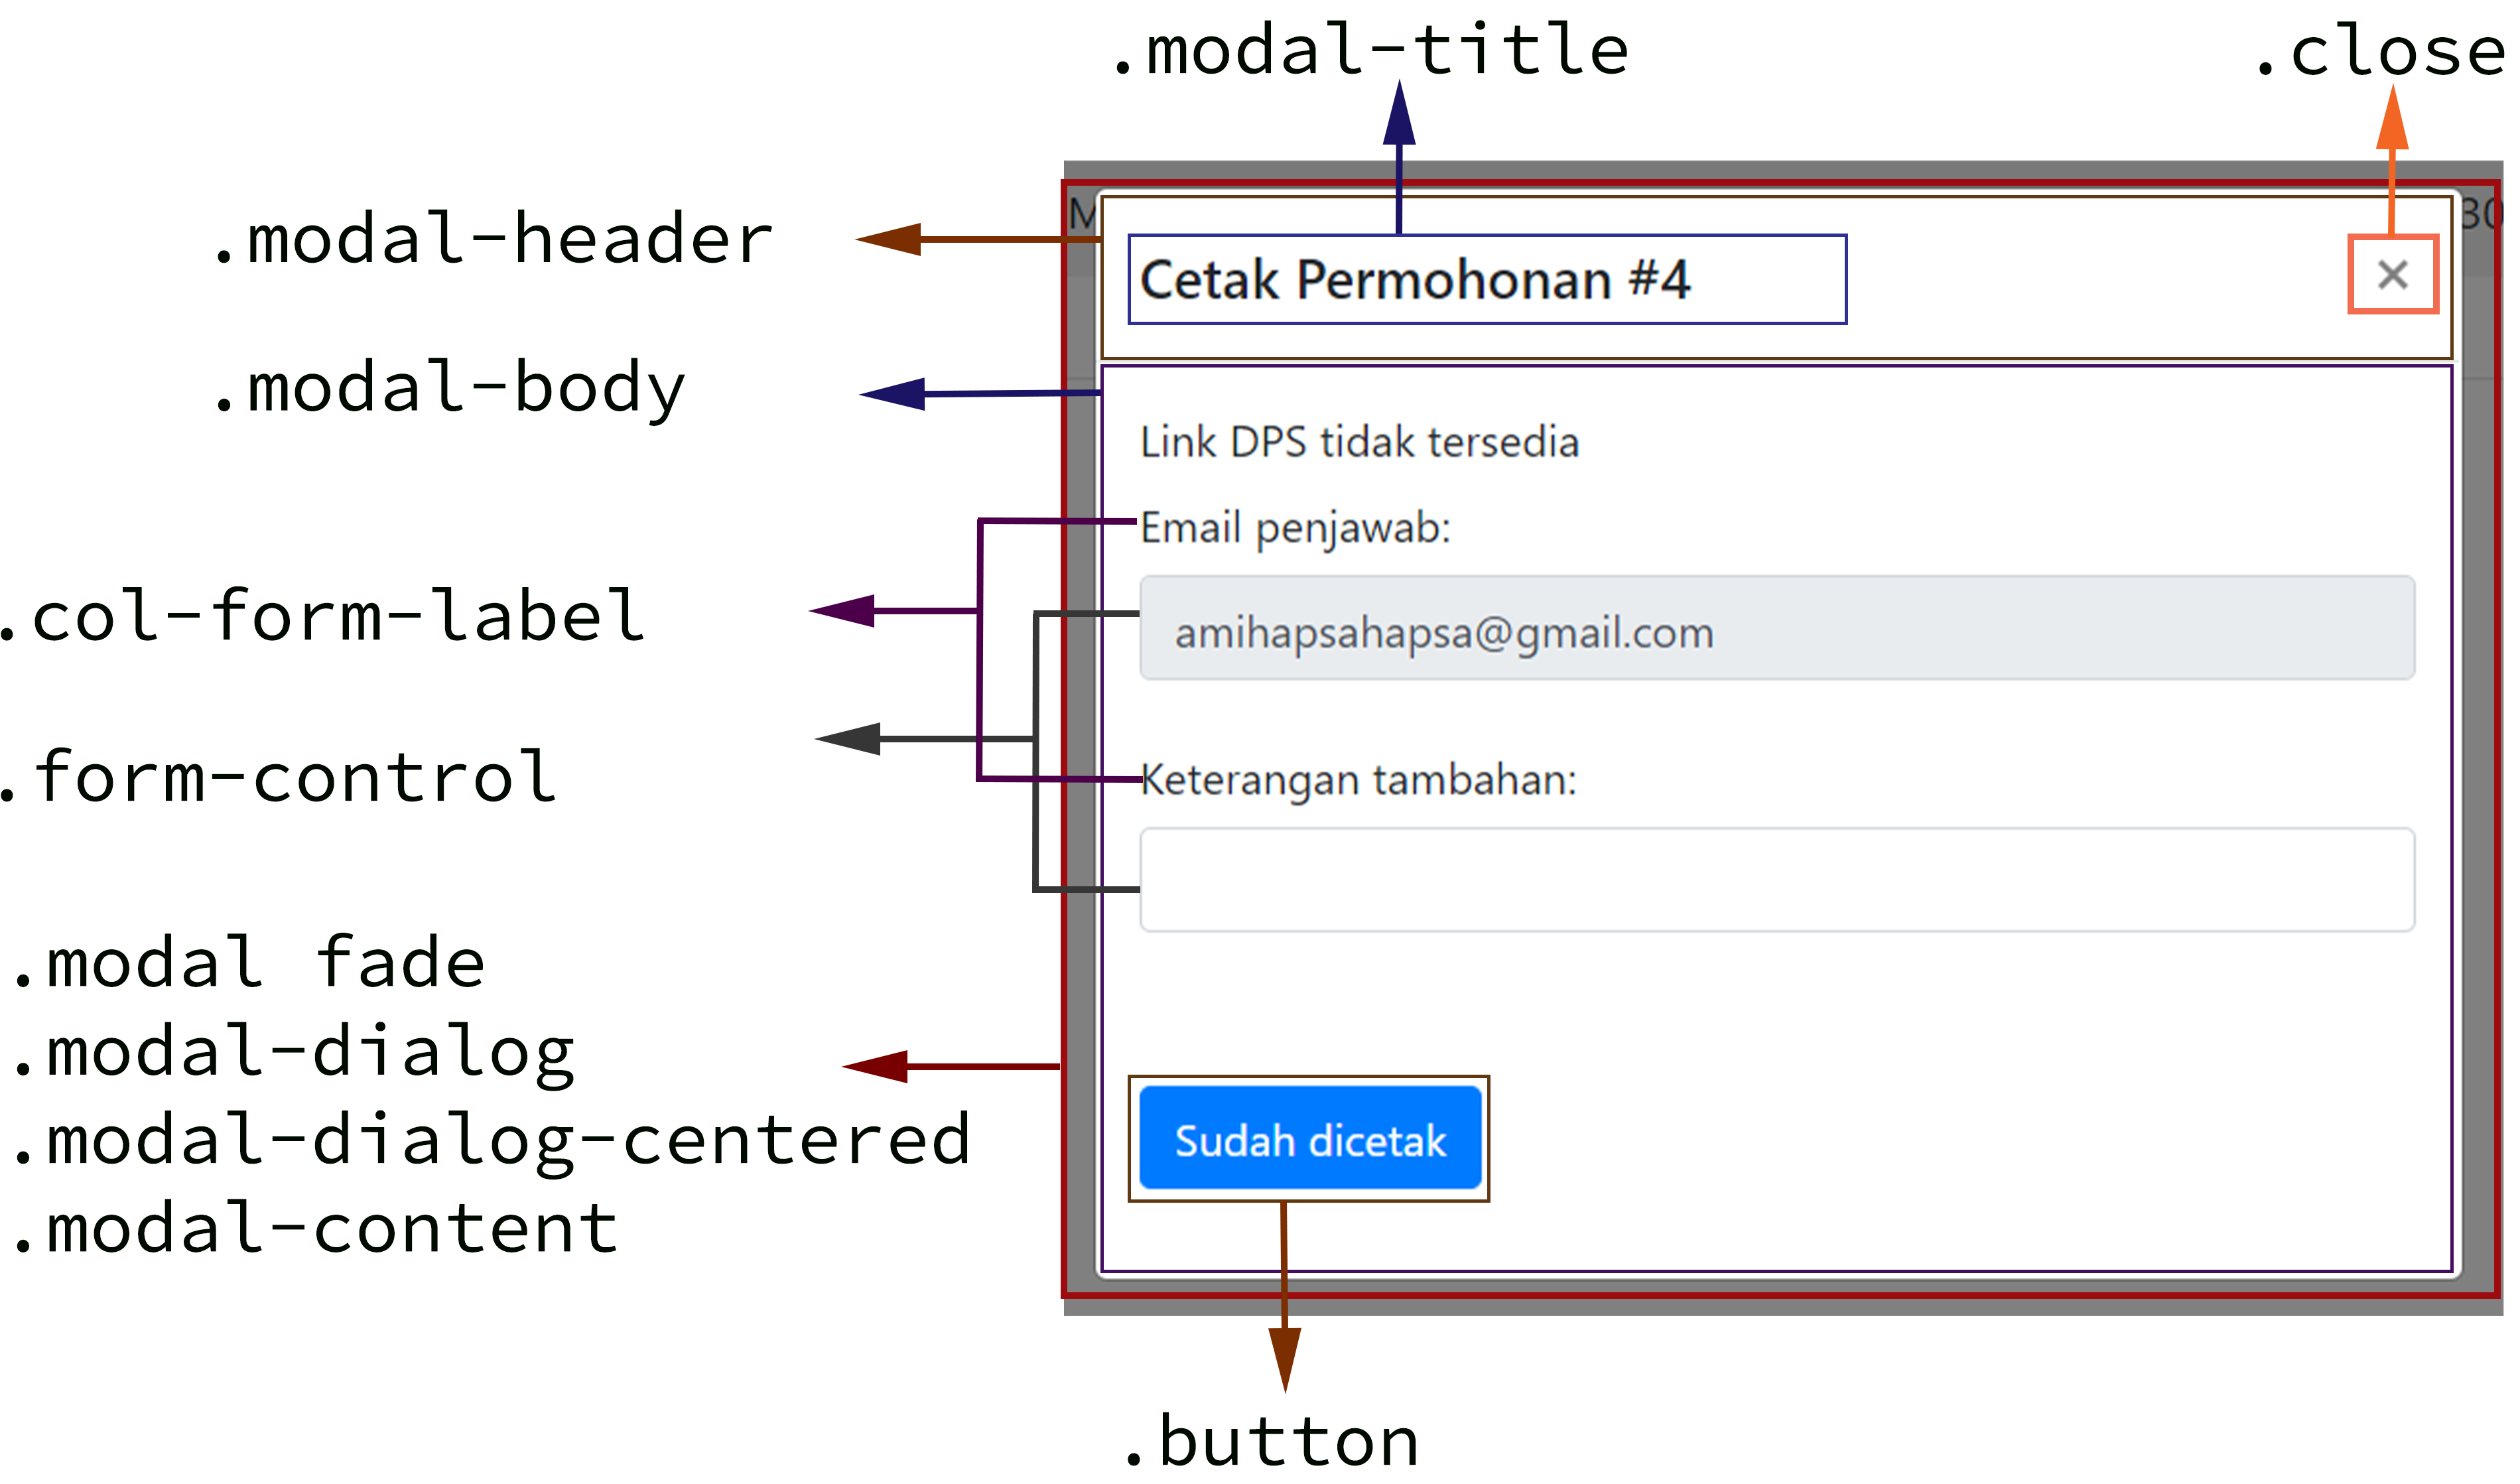 .modal-title
.close
.modal-header
M
30
Cetak Permohonan #4
×
.modal-body
Link DPS tidak tersedia
Email penjawab:
.col-form-label
amihapsahapsa@gmail.com
.form-control
Keterangan tambahan:
.modal fade
.modal-dialog
.modal-dialog-centered
.modal-content
Sudah dicetak
.button